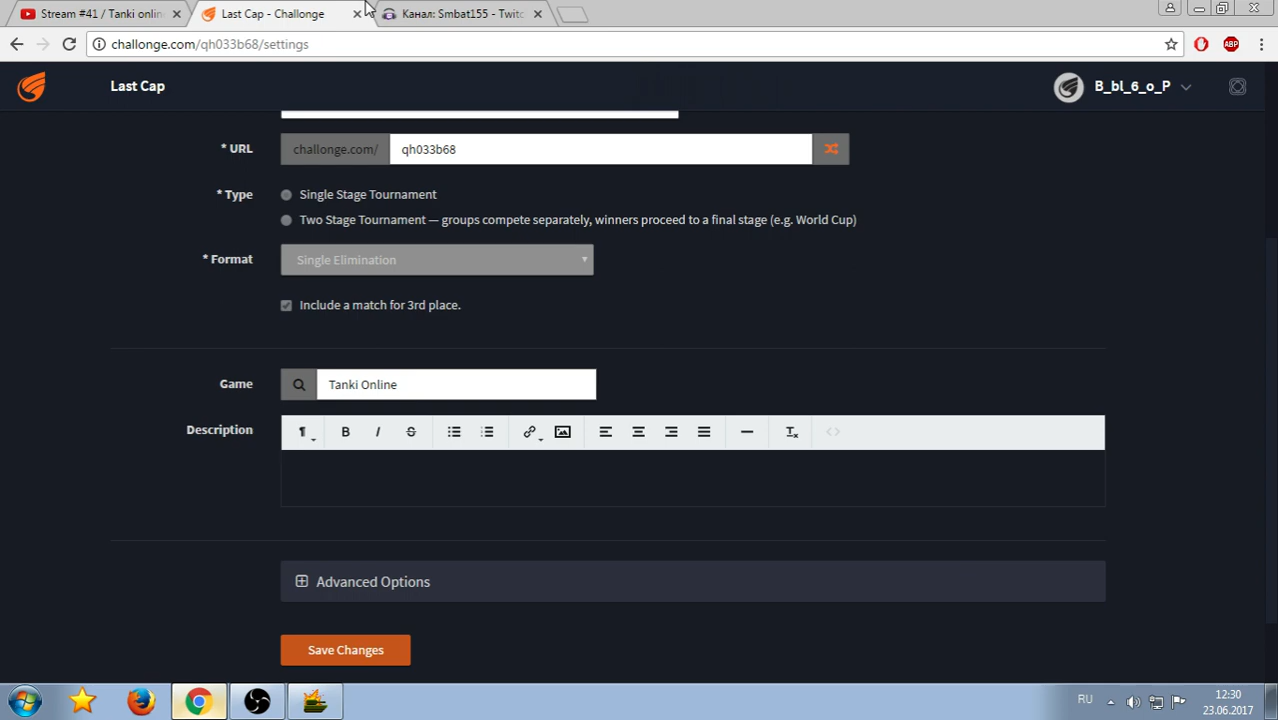 Stream #41 / Tanki onlin
Last Cap - Challonge
Канал: Smbat155 - Twitc
challonge.com/qh033b68/settings
ABP
Last Cap
B_bl_6_o_P
* URL
challonge.com/
qh033b68
* Type
Single Stage Tournament
Two Stage Tournament — groups compete separately, winners proceed to a final stage (e.g. World Cup)
* Format
Single Elimination
Include a match for 3rd place.
Game
Tanki Online
Description
Advanced Options
Save Changes
RU
12:30
23.06.2017